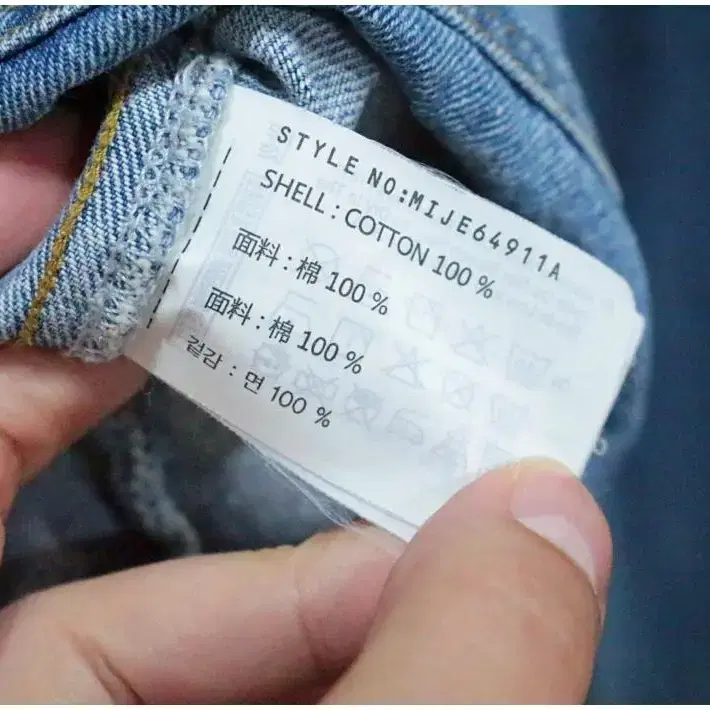 STYLE NO:MIJE64911A
SHELL : COTTON 100 %
面料 : 棉 100 %
面料 : 棉 100 %
겉감 : 면 100 %